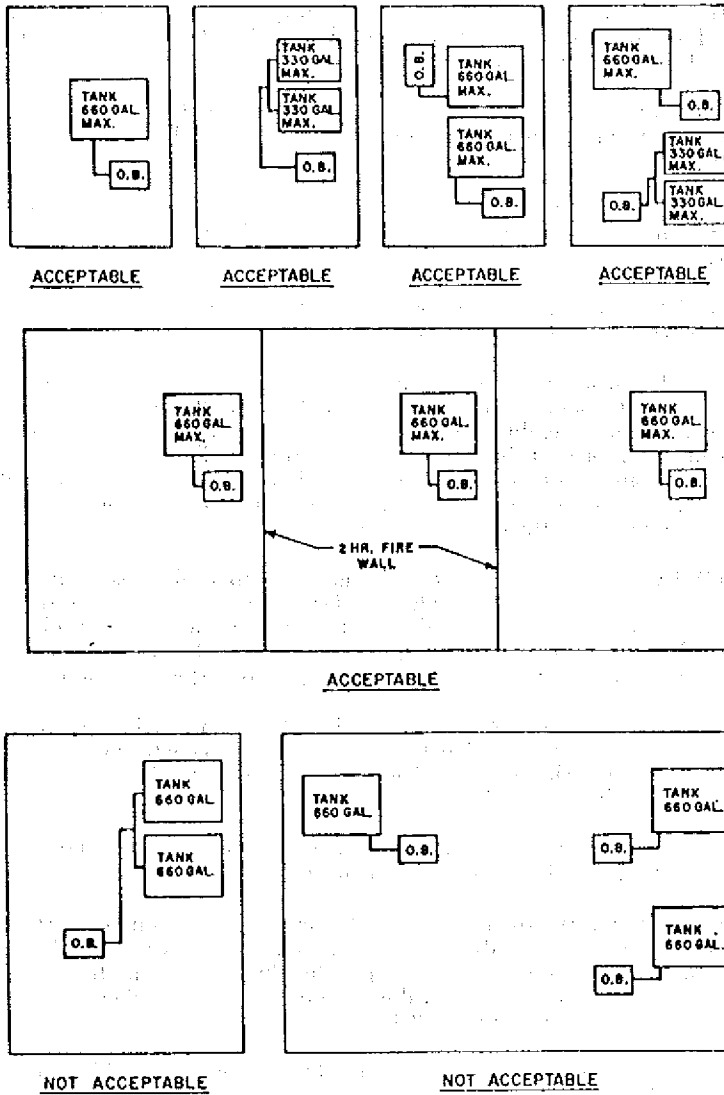 TANK
660 GAL.
MAX.
O.B.
ACCEPTABLE
TANK
330 GAL.
MAX.
TANK
330 GAL.
MAX.
O.B.
ACCEPTABLE
O.B.
TANK
660 GAL.
MAX.
TANK
660 GAL.
MAX.
O.B.
ACCEPTABLE
TANK
660 GAL.
MAX.
O.B.
TANK
330 GAL.
MAX.
O.B.
TANK
330 GAL.
MAX.
ACCEPTABLE
TANK
660 GAL.
MAX.
O.B.
TANK
660 GAL.
MAX.
O.B.
TANK
660 GAL.
MAX.
O.B.
2 HR. FIRE
WALL
ACCEPTABLE
TANK
660 GAL.
TANK
660 GAL.
O.B.
NOT ACCEPTABLE
TANK
660 GAL.
O.B.
TANK
660 GAL.
O.B.
TANK
660 GAL.
O.B.
NOT ACCEPTABLE